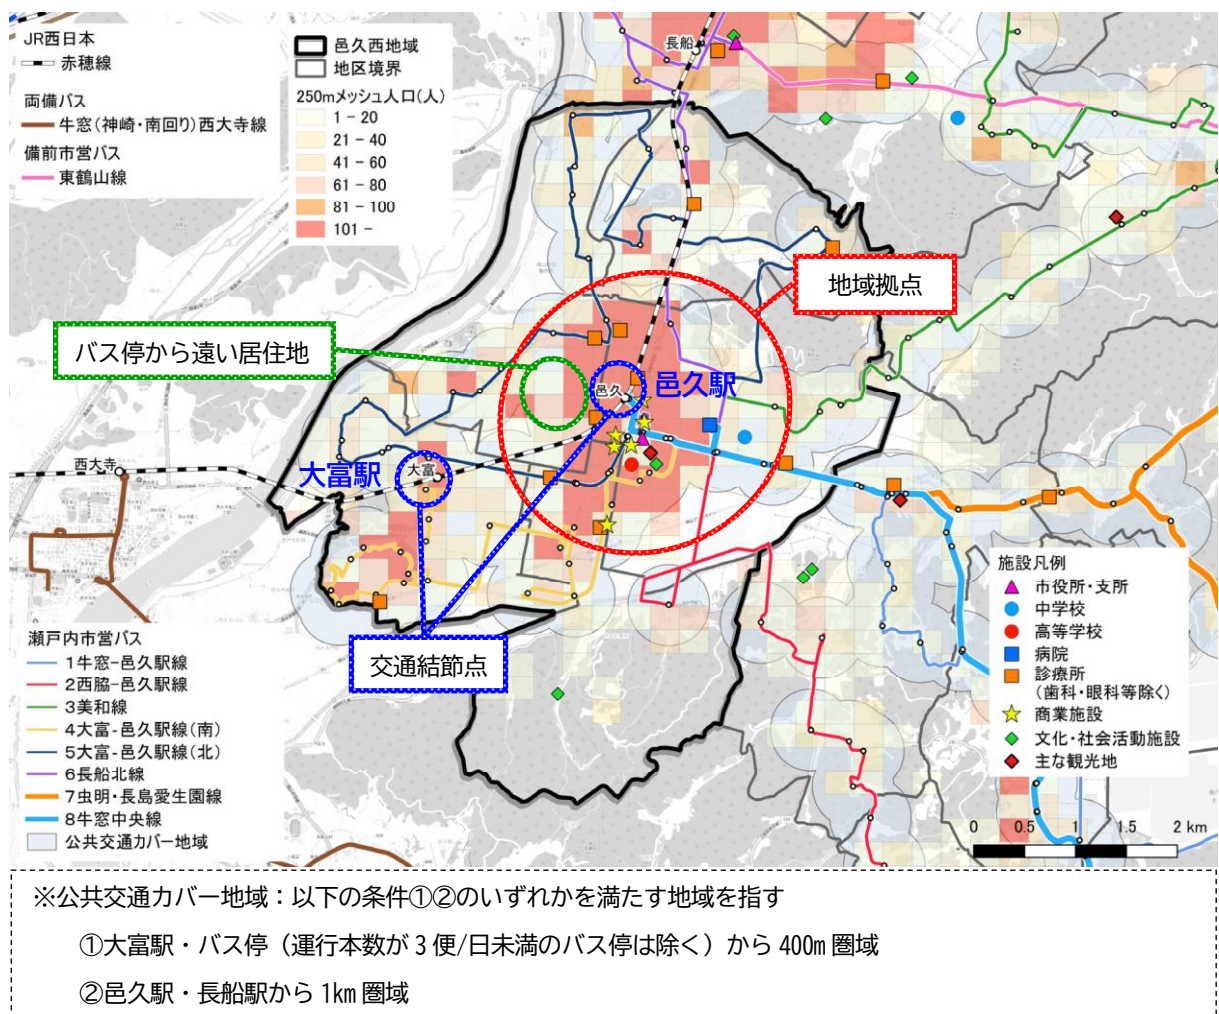 JR西日本
赤穂線
両備バス
牛窓(神崎・南回り)西大寺線
備前市営バス
東鶴山線
邑久西地域
地区境界
250mメッシュ人口(人)
1 - 20
21 - 40
41 - 60
61 - 80
81 - 100
101 -
長船
地域拠点
バス停から遠い居住地
邑久
邑久駅
西大寺
大富駅
大富
交通結節点
瀬戸内市営バス
1牛窓-邑久駅線
2西脇-邑久駅線
3美和線
4大富-邑久駅線(南)
5大富-邑久駅線(北)
6長船北線
7虫明・長島愛生園線
8牛窓中央線
公共交通カバー地域
施設凡例
市役所・支所
中学校
高等学校
病院
診療所
(歯科・眼科等除く)
商業施設
文化・社会活動施設
主な観光地
0 0.5 1 1.5 2 km
※公共交通カバー地域：以下の条件①②のいずれかを満たす地域を指す
①大富駅・バス停（運行本数が3便/日未満のバス停は除く）から400m圏域
②邑久駅・長船駅から1km圏域